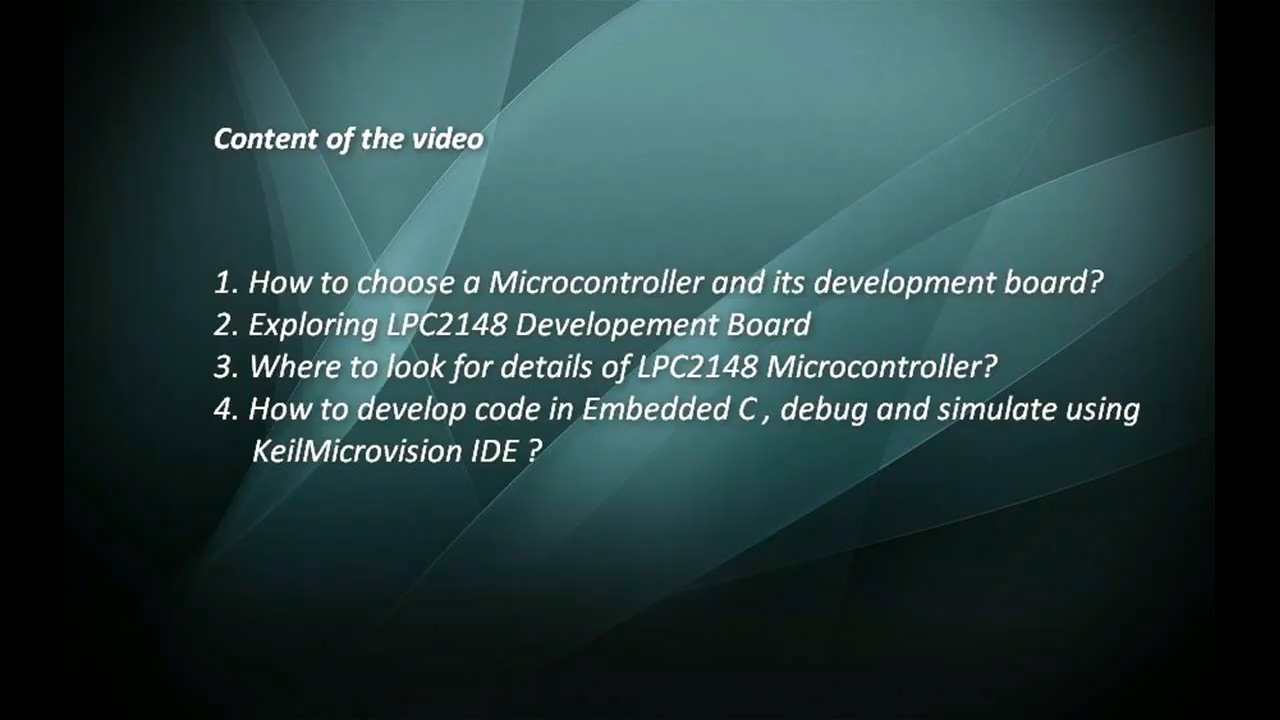 Content of the video
1. How to choose a Microcontroller and its development board?
2. Exploring LPC2148 Developement Board
3. Where to look for details of LPC2148 Microcontroller?
4. How to develop code in Embedded C , debug and simulate using
KeilMicrovision IDE ?